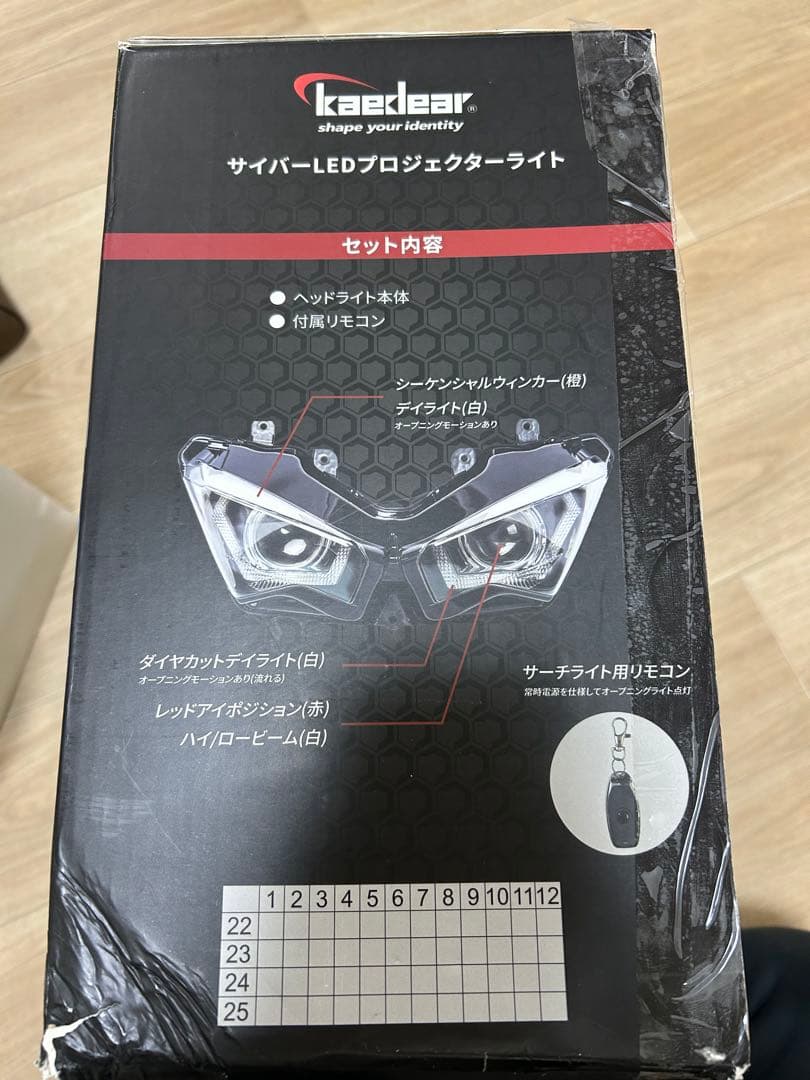 kaedear®
shape your identity
サイバーLEDプロジェクターライト
セット内容
● ヘッドライト本体
● 付属リモコン
シーケンシャルウィンカー(橙)
デイライト(白)
オープニングモーションあり
ダイヤカットデイライト(白)
オープニングモーションあり(流れる)
レッドアイポジション(赤)
ハイ/ロービーム(白)
サーチライト用リモコン
常時電源を仕様してオープニングライト点灯
1 2 3 4 5 6 7 8 9 10 11 12
22
23
24
25